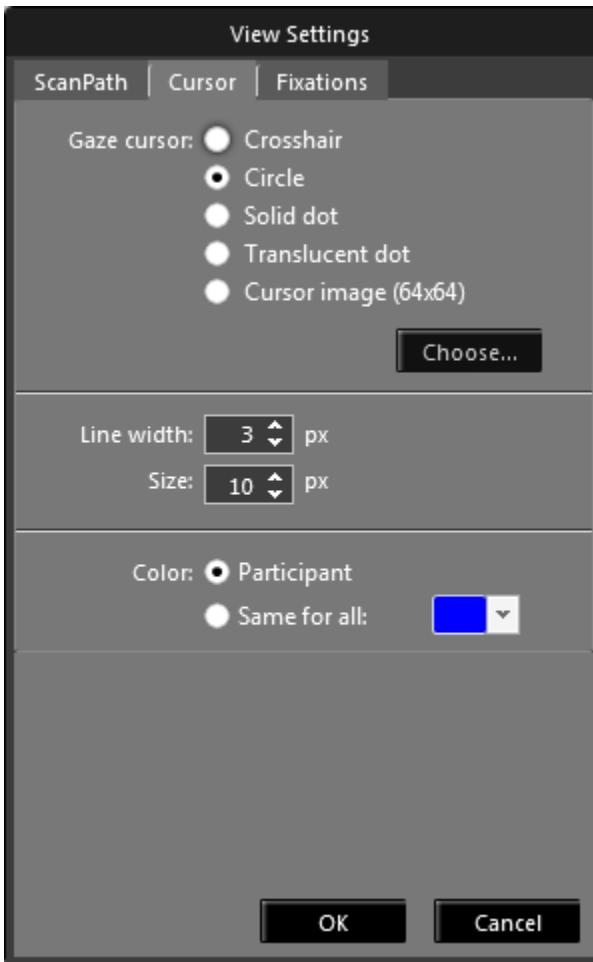 View Settings
ScanPath Cursor Fixations
Gaze cursor: Crosshair
Circle
Solid dot
Translucent dot
Cursor image (64x64)
Choose...
Line width: 3 px
Size: 10 px
Color: Participant
Same for all:
OK Cancel